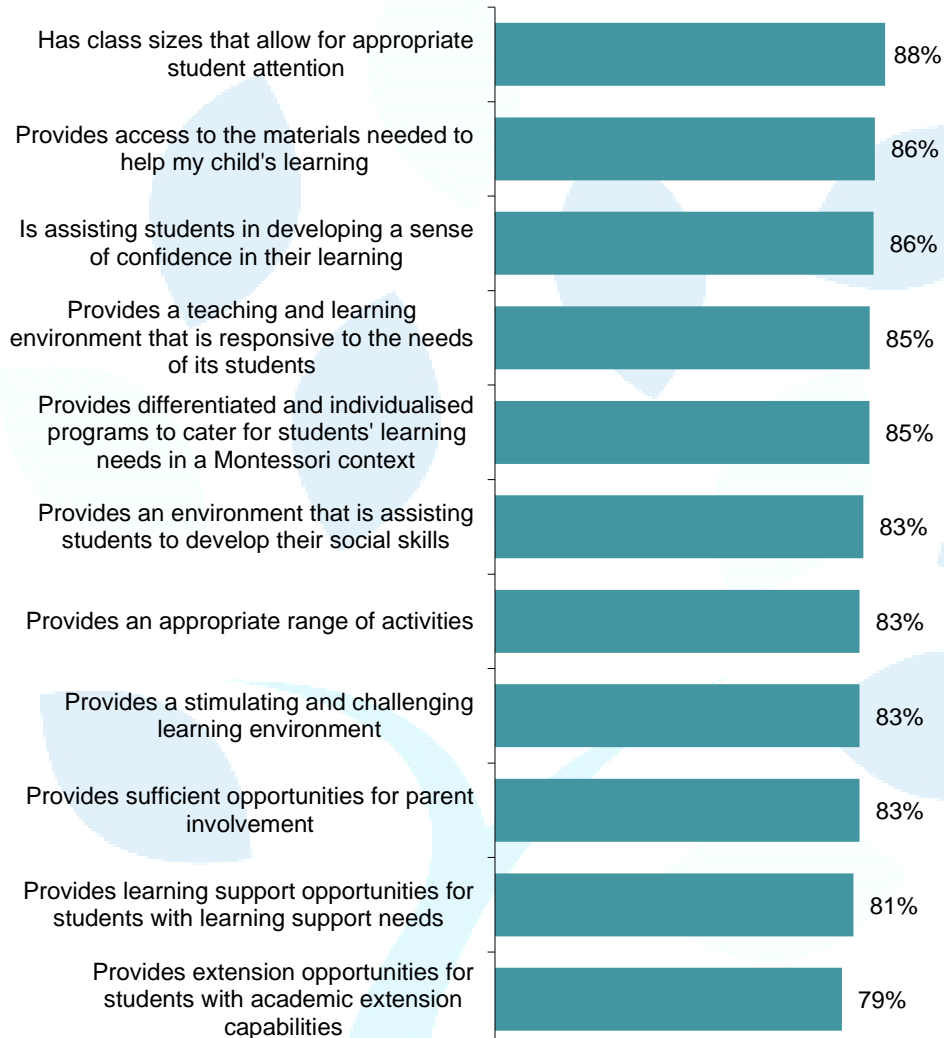 Has class sizes that allow for appropriate
student attention
88%
Provides access to the materials needed to
help my child's learning
86%
Is assisting students in developing a sense
of confidence in their learning
86%
Provides a teaching and learning
environment that is responsive to the needs
of its students
85%
Provides differentiated and individualised
programs to cater for students' learning
needs in a Montessori context
85%
Provides an environment that is assisting
students to develop their social skills
83%
Provides an appropriate range of activities
83%
Provides a stimulating and challenging
learning environment
83%
Provides sufficient opportunities for parent
involvement
83%
Provides learning support opportunities for
students with learning support needs
81%
Provides extension opportunities for
students with academic extension
capabilities
79%